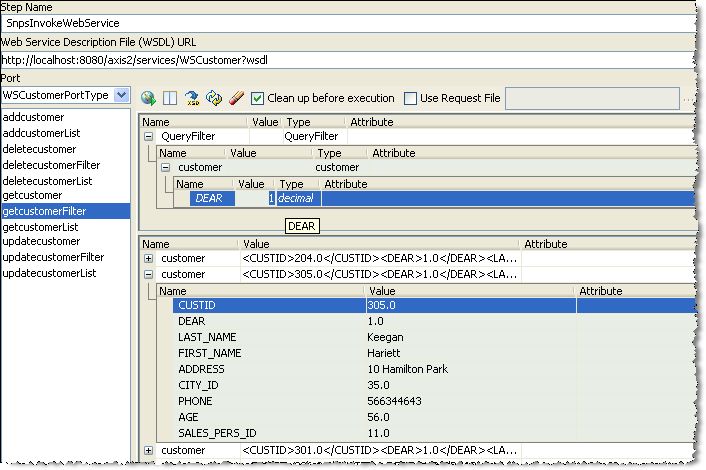 Step Name
SnpsInvokeWebService
Web Service Description File (WSDL) URL
http://localhost:8080/axis2/services/WSCustomer?wsdl
Port
WSCustomerPortType
XSD
Clean up before execution
Use Request File
...
addcustomer
addcustomerList
deletecustomer
deletecustomerFilter
deletecustomerList
getcustomer
getcustomerFilter
getcustomerList
updatecustomer
updatecustomerFilter
updatecustomerList
Name Value Type Attribute
QueryFilter QueryFilter
Name Value Type Attribute
customer customer
Name Value Type Attribute
DEAR 1 decimal
DEAR
Name Value Attribute
customer <CUSTID>204.0</CUSTID><DEAR>1.0</DEAR><LA...
customer <CUSTID>305.0</CUSTID><DEAR>1.0</DEAR><LA...
Name Value Attribute
CUSTID 305.0
DEAR 1.0
LAST_NAME Keegan
FIRST_NAME Hariett
ADDRESS 10 Hamilton Park
CITY_ID 35.0
PHONE 566344643
AGE 56.0
SALES_PERS_ID 11.0
customer <CUSTID>301.0</CUSTID><DEAR>1.0</DEAR><LA...